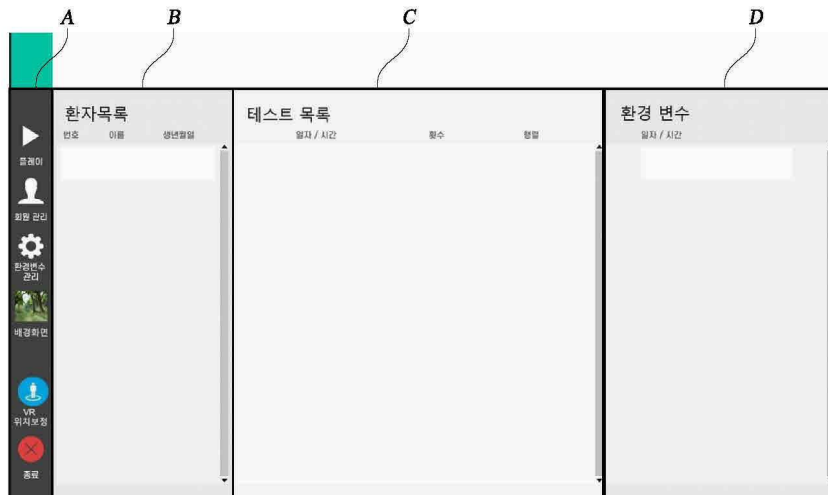 A
B
C
D
플레이
회원 관리
환경변수
관리
배경화면
VR
위치보정
종료
환자목록
번호 이름 생년월일
테스트 목록
일자 / 시간 횟수 형렬
환경 변수
일자 / 시간